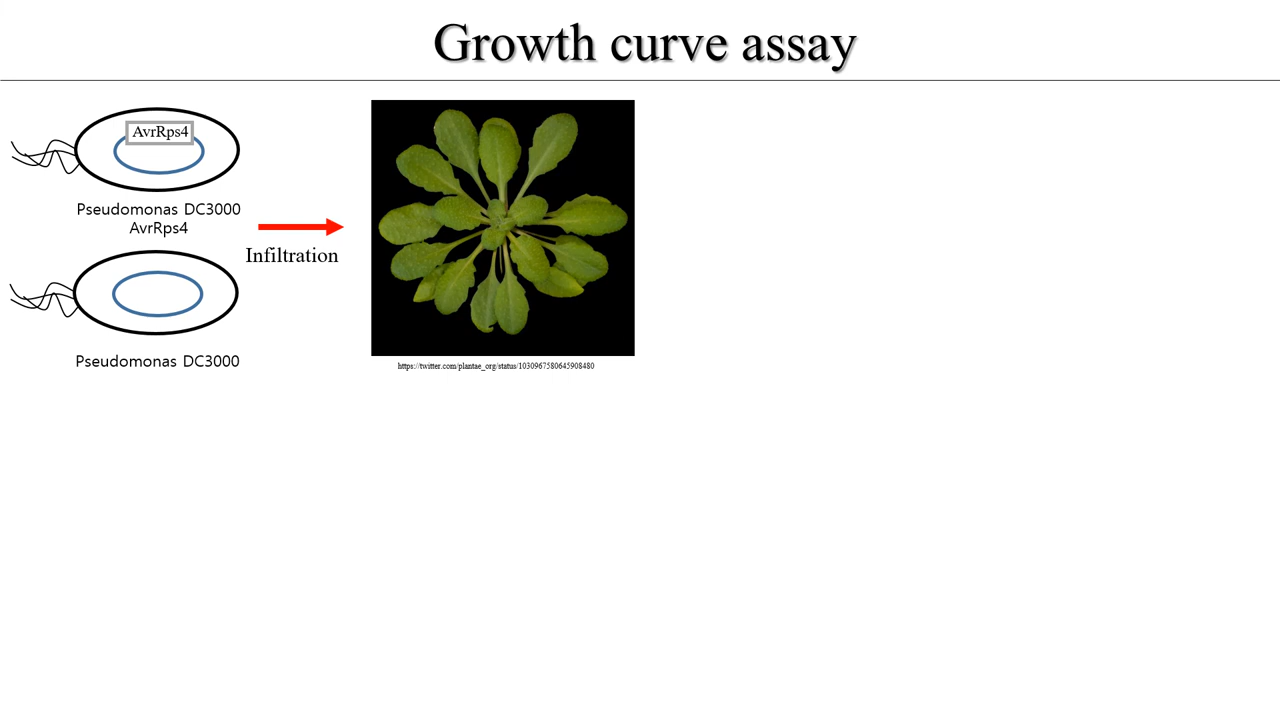 Growth curve assay
AvrRps4
Pseudomonas DC3000
AvrRps4
Infiltration
Pseudomonas DC3000
https://twitter.com/plantae_org/status/1030967580645908480